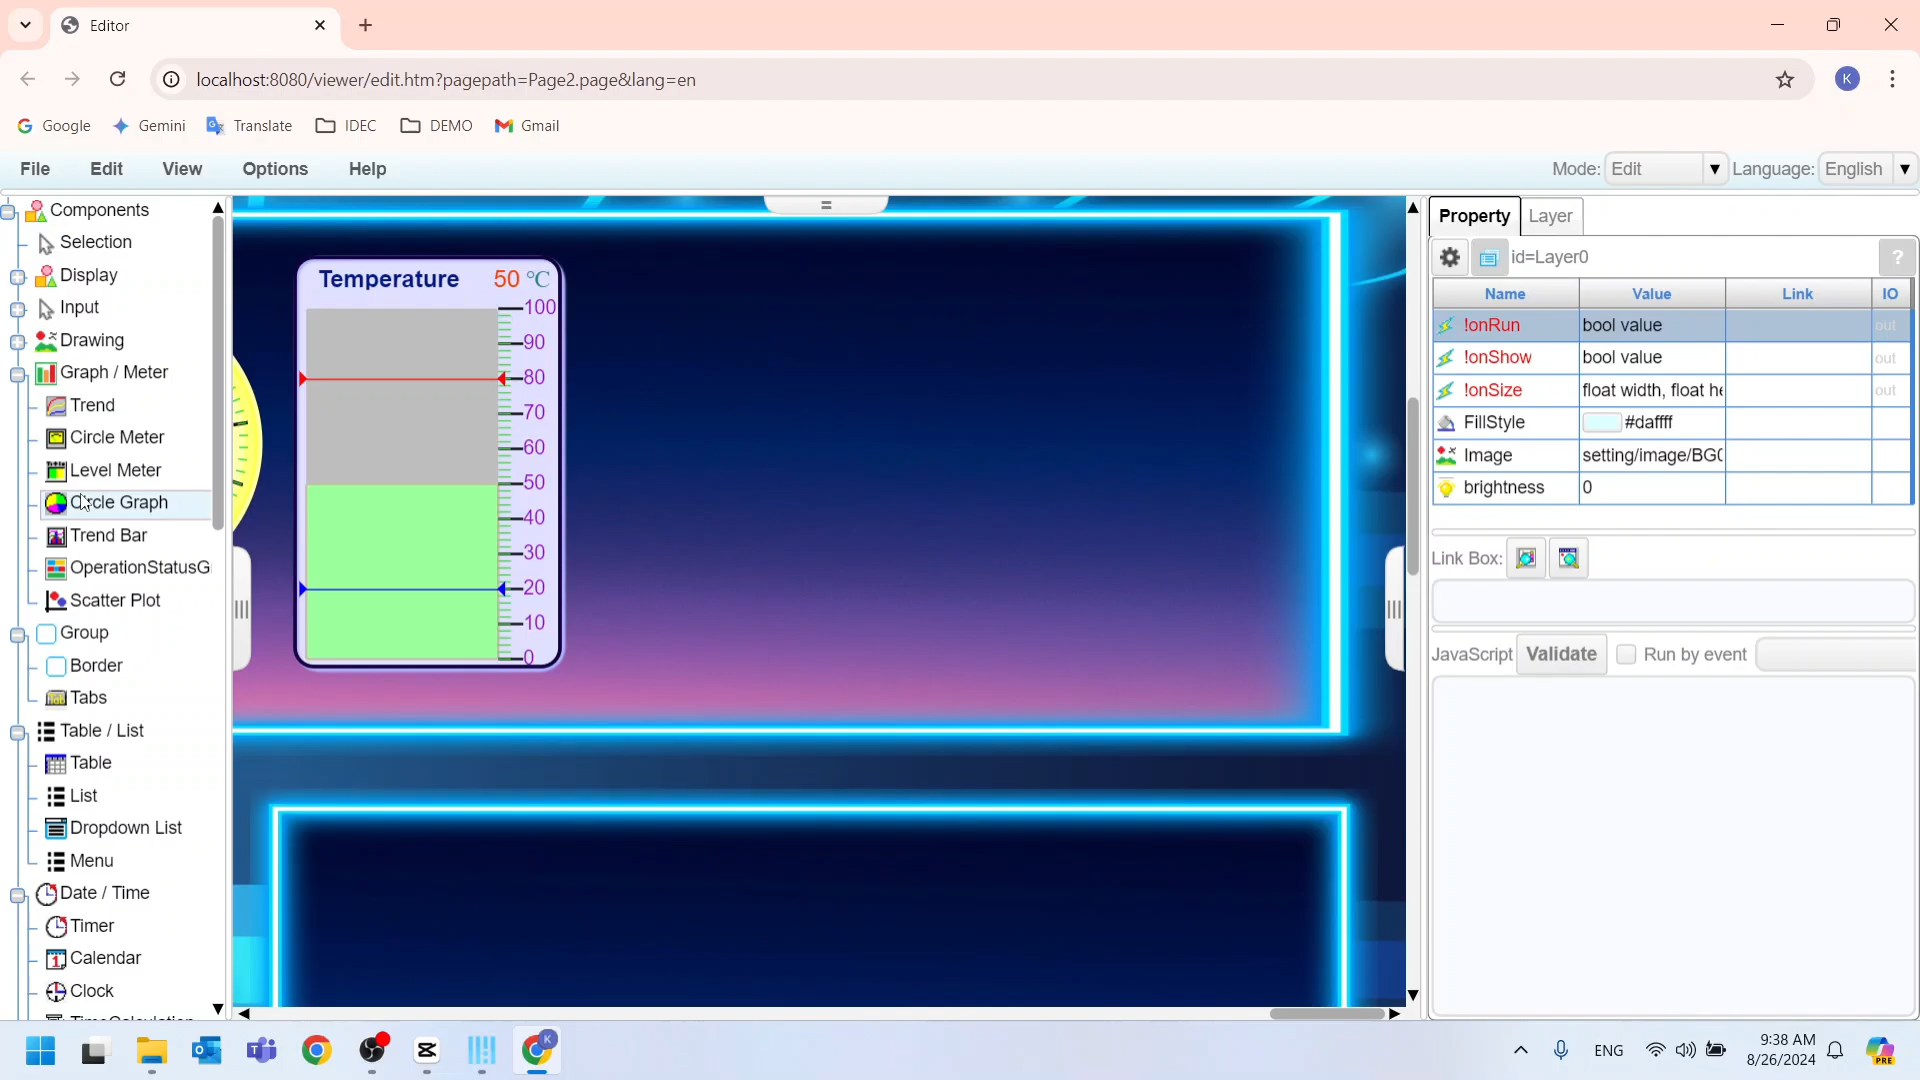 Editor
localhost:8080/viewer/edit.htm?pagepath=Page2.page&lang=en
K
Google
Gemini
Translate
IDEC
DEMO
Gmail
File
Edit
View
Options
Help
Mode:
Edit
Language:
English
Components
Selection
Display
Input
Drawing
Graph / Meter
Trend
Circle Meter
Level Meter
Circle Graph
Trend Bar
OperationStatusG
Scatter Plot
Group
Border
Tabs
Table / List
Table
List
Dropdown List
Menu
Date / Time
Timer
Calendar
Clock
Temperature 50 °C
100
90
80
70
60
50
40
30
20
10
0
Property
Layer
id=Layer0
?
Name Value Link IO
!onRun bool value out
!onShow bool value out
!onSize float width, float he out
FillStyle #daffff
Image setting/image/BG0
brightness 0
Link Box:
JavaScript Validate Run by event
K
ENG
9:38 AM
8/26/2024
PRE